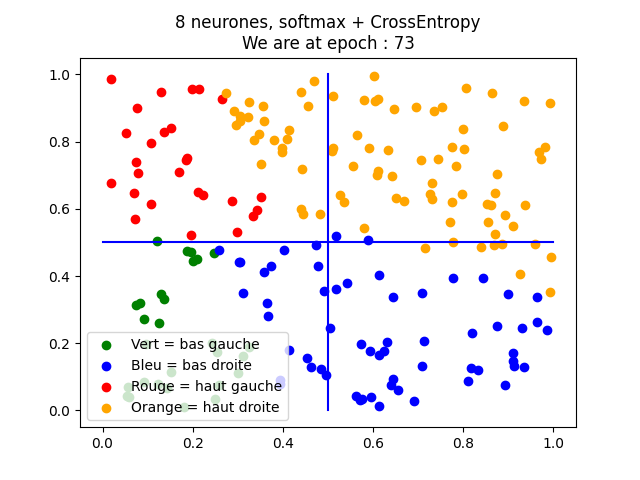 8 neurones, softmax + CrossEntropy
We are at epoch : 73
1.0
0.8
0.6
0.4
0.2
0.0
Vert = bas gauche
Bleu = bas droite
Rouge = haut gauche
Orange = haut droite
0.0 0.2 0.4 0.6 0.8 1.0